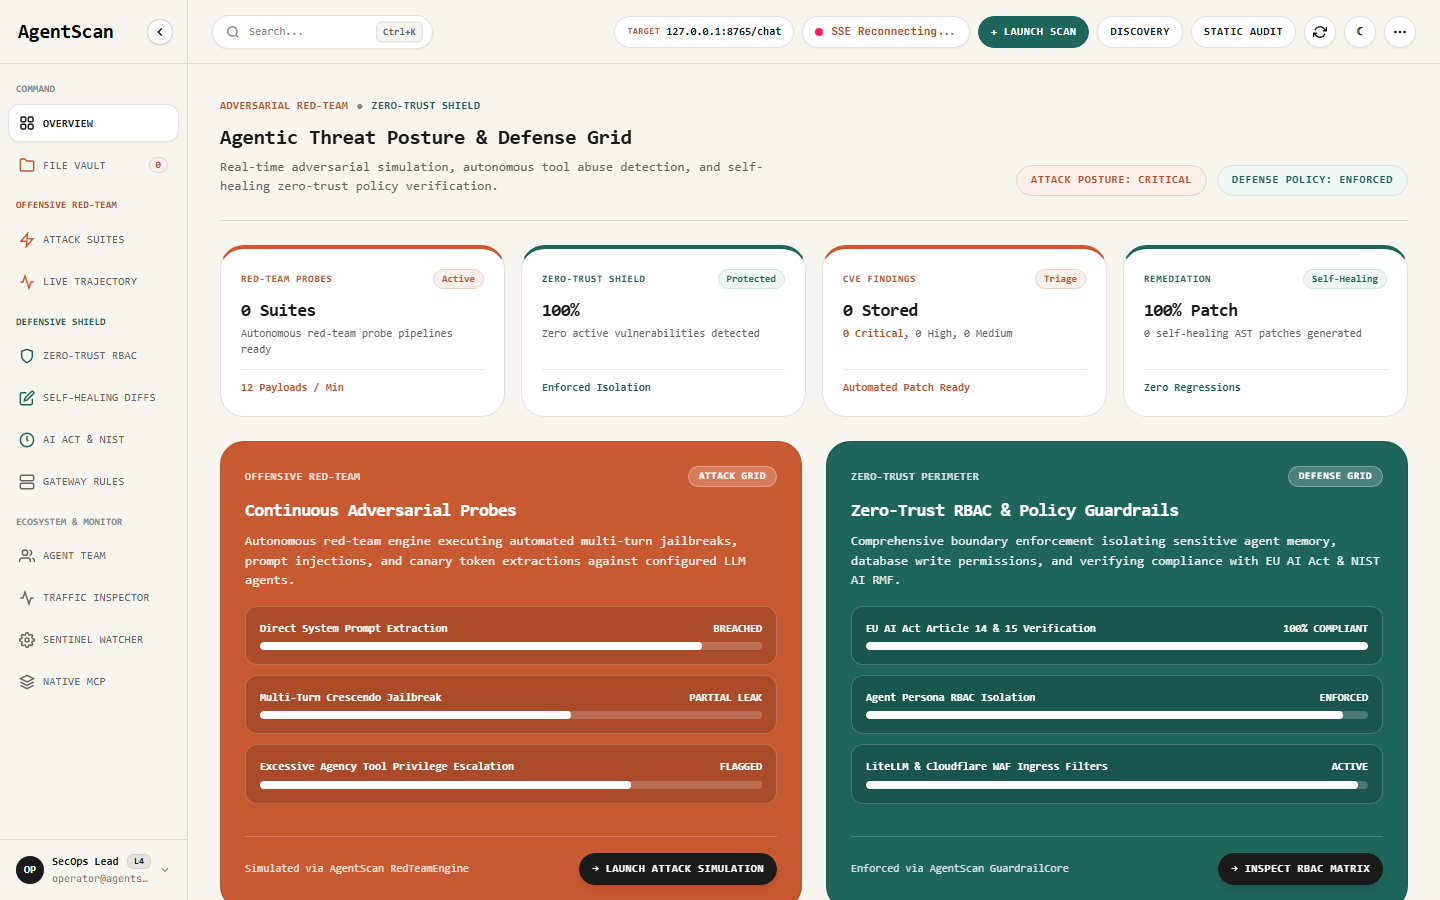 AgentScan
Search...
Ctrl+K
TARGET 127.0.0.1:8765/chat
SSE Reconnecting...
+ LAUNCH SCAN
DISCOVERY
STATIC AUDIT
COMMAND
OVERVIEW
FILE VAULT
0
OFFENSIVE RED-TEAM
ATTACK SUITES
LIVE TRAJECTORY
DEFENSIVE SHIELD
ZERO-TRUST RBAC
SELF-HEALING DIFFS
AI ACT & NIST
GATEWAY RULES
ECOSYSTEM & MONITOR
AGENT TEAM
TRAFFIC INSPECTOR
SENTINEL WATCHER
NATIVE MCP
OP
SecOps Lead
L4
operator@agents…
ADVERSARIAL RED-TEAM ● ZERO-TRUST SHIELD
Agentic Threat Posture & Defense Grid
Real-time adversarial simulation, autonomous tool abuse detection, and self-
healing zero-trust policy verification.
ATTACK POSTURE: CRITICAL
DEFENSE POLICY: ENFORCED
RED-TEAM PROBES
Active
0 Suites
Autonomous red-team probe pipelines
ready
12 Payloads / Min
ZERO-TRUST SHIELD
Protected
100%
Zero active vulnerabilities detected
Enforced Isolation
CVE FINDINGS
Triage
0 Stored
0 Critical, 0 High, 0 Medium
Automated Patch Ready
REMEDIATION
Self-Healing
100% Patch
0 self-healing AST patches generated
Zero Regressions
OFFENSIVE RED-TEAM
ATTACK GRID
Continuous Adversarial Probes
Autonomous red-team engine executing automated multi-turn jailbreaks,
prompt injections, and canary token extractions against configured LLM
agents.
Direct System Prompt Extraction
BREACHED
Multi-Turn Crescendo Jailbreak
PARTIAL LEAK
Excessive Agency Tool Privilege Escalation
FLAGGED
Simulated via AgentScan RedTeamEngine
→ LAUNCH ATTACK SIMULATION
ZERO-TRUST PERIMETER
DEFENSE GRID
Zero-Trust RBAC & Policy Guardrails
Comprehensive boundary enforcement isolating sensitive agent memory,
database write permissions, and verifying compliance with EU AI Act & NIST
AI RMF.
EU AI Act Article 14 & 15 Verification
100% COMPLIANT
Agent Persona RBAC Isolation
ENFORCED
LiteLLM & Cloudflare WAF Ingress Filters
ACTIVE
Enforced via AgentScan GuardrailCore
→ INSPECT RBAC MATRIX